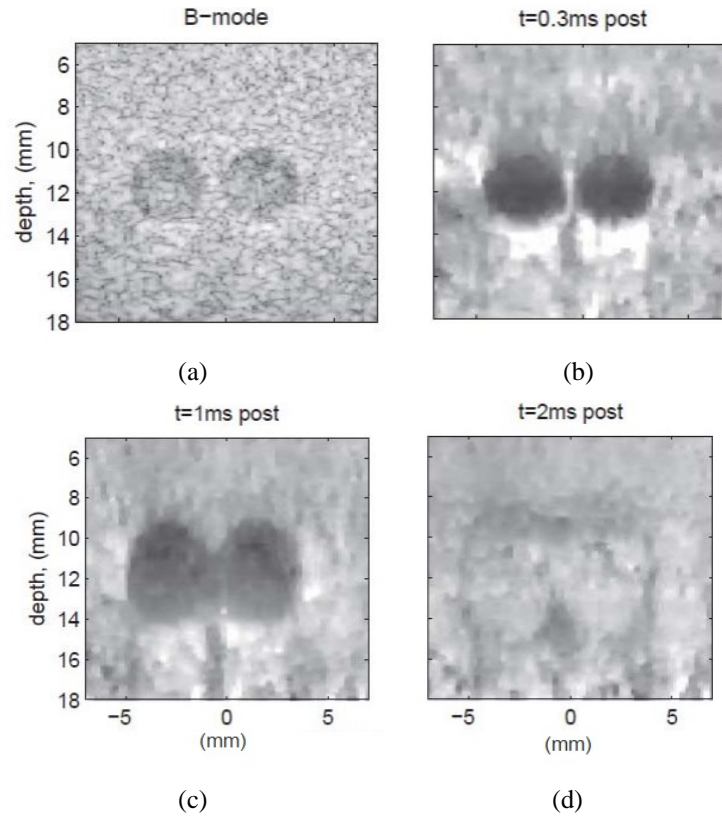 B-mode
t=0.3ms post
depth, (mm)
6
8
10
12
14
16
18
(a)
(b)
t=1ms post
t=2ms post
depth, (mm)
6
8
10
12
14
16
18
-5
0
5
(mm)
-5
0
5
(mm)
(c)
(d)